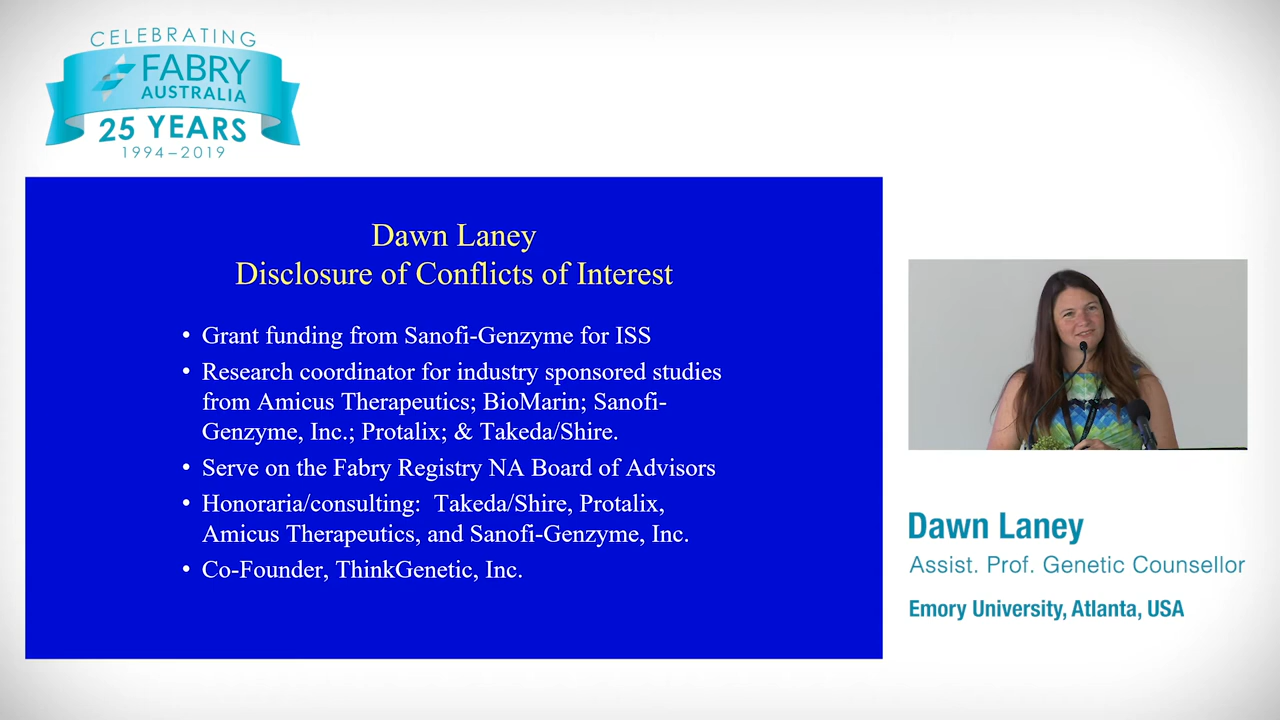 CELEBRATING
FABRY
AUSTRALIA
25 YEARS
1994–2019
Dawn Laney
Disclosure of Conflicts of Interest
• Grant funding from Sanofi-Genzyme for ISS
• Research coordinator for industry sponsored studies
from Amicus Therapeutics; BioMarin; Sanofi-
Genzyme, Inc.; Protalix; & Takeda/Shire.
• Serve on the Fabry Registry NA Board of Advisors
• Honoraria/consulting: Takeda/Shire, Protalix,
Amicus Therapeutics, and Sanofi-Genzyme, Inc.
• Co-Founder, ThinkGenetic, Inc.
Dawn Laney
Assist. Prof. Genetic Counsellor
Emory University, Atlanta, USA